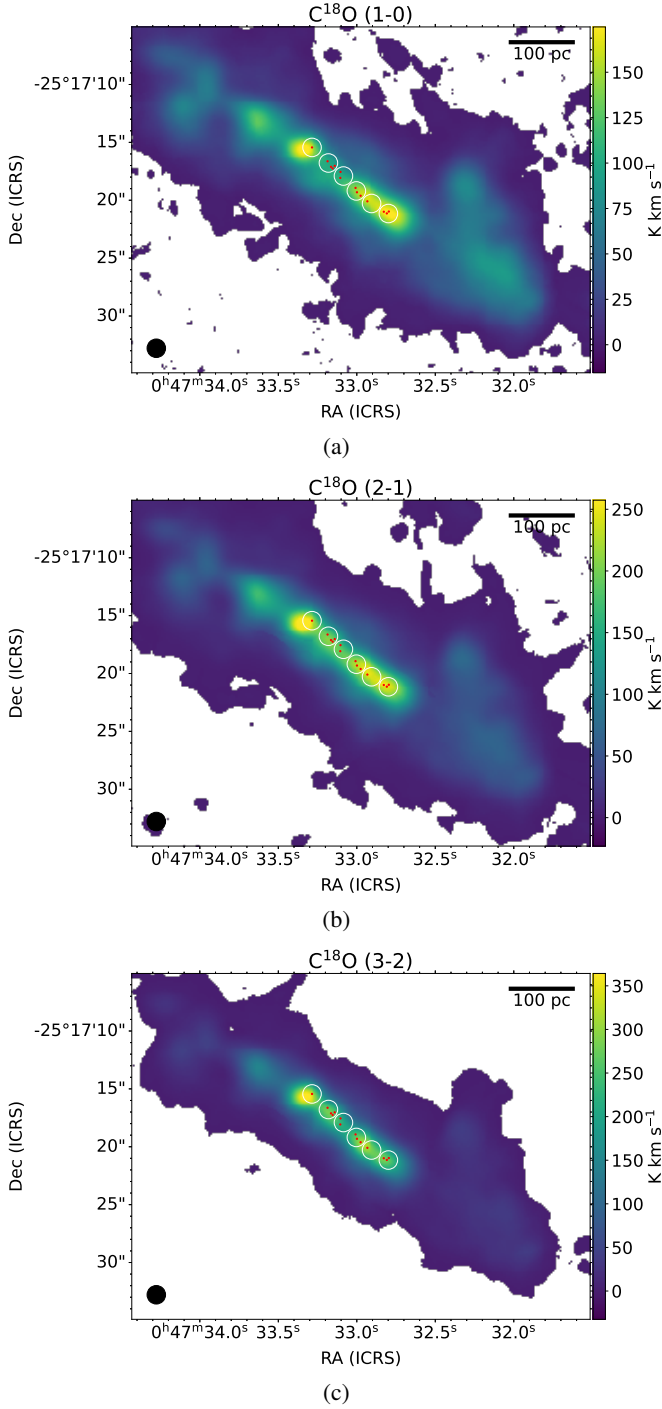 C¹⁸O (1-0)
100 pc
-25°17'10"
15"
20"
25"
30"
Dec (ICRS)
0ʰ47ᵐ34.0ˢ 33.5ˢ 33.0ˢ 32.5ˢ 32.0ˢ
RA (ICRS)
150
125
100
75
50
25
0
K km s⁻¹
(a)
C¹⁸O (2-1)
100 pc
-25°17'10"
15"
20"
25"
30"
Dec (ICRS)
0ʰ47ᵐ34.0ˢ 33.5ˢ 33.0ˢ 32.5ˢ 32.0ˢ
RA (ICRS)
250
200
150
100
50
0
K km s⁻¹
(b)
C¹⁸O (3-2)
100 pc
-25°17'10"
15"
20"
25"
30"
Dec (ICRS)
0ʰ47ᵐ34.0ˢ 33.5ˢ 33.0ˢ 32.5ˢ 32.0ˢ
RA (ICRS)
350
300
250
200
150
100
50
0
K km s⁻¹
(c)